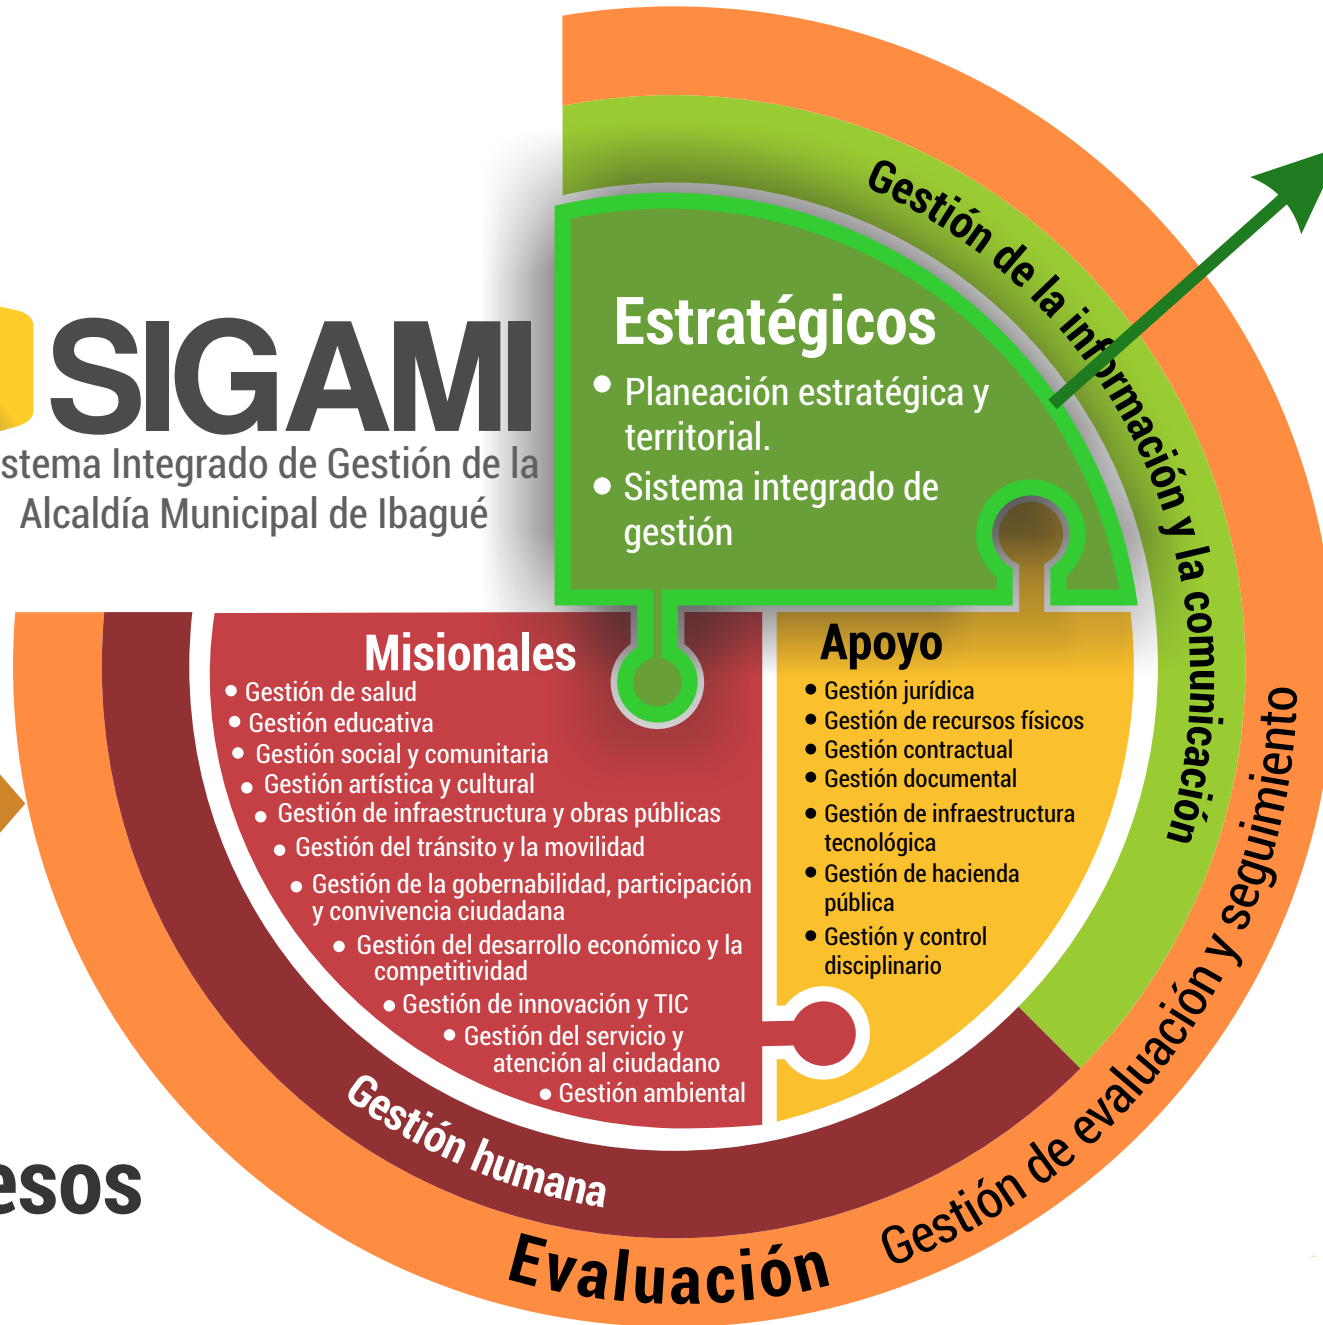 SIGAMI
stema Integrado de Gestión de la
Alcaldía Municipal de Ibagué
Estratégicos
Planeación estratégica y
territorial.
Sistema integrado de
gestión
Misionales
Gestión de salud
Gestión educativa
Gestión social y comunitaria
Gestión artística y cultural
Gestión de infraestructura y obras públicas
Gestión del tránsito y la movilidad
Gestión de la gobernabilidad, participación
y convivencia ciudadana
Gestión del desarrollo económico y la
competitividad
Gestión de innovación y TIC
Gestión del servicio y
atención al ciudadano
Gestión ambiental
Apoyo
Gestión jurídica
Gestión de recursos físicos
Gestión contractual
Gestión documental
Gestión de infraestructura
tecnológica
Gestión de hacienda
pública
Gestión y control
disciplinario
Gestión de la información y la comunicación
Gestión humana
Evaluación
Gestión de evaluación y seguimiento
esos